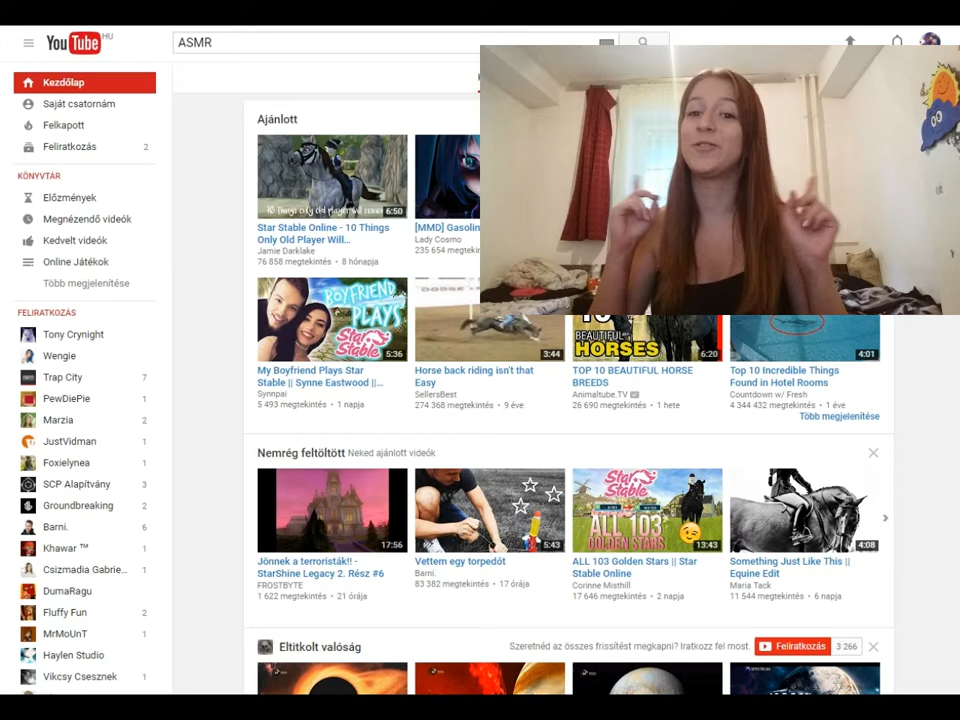 YouTube HU
ASMR
Kezdőlap
Saját csatornám
Felkapott
Feliratkozás 2
KÖNYVTÁR
Előzmények
Megnézendő videók
Kedvelt videók
Online Játékok
Több megjelenítése
FELIRATKOZÁS
Tony Crynight
Wengie
Trap City 7
PewDiePie 1
Marzia 2
JustVidman 1
Foxielynea 1
SCP Alapítvány 3
Groundbreaking 2
Barni. 6
Khawar ™ 1
Csizmadia Gabrie... 1
DumaRagu
Fluffy Fun 2
MrMoUnT 1
Haylen Studio
Vikcsy Csesznek 1
Ajánlott
6:50
Star Stable Online - 10 Things
Only Old Player Will...
Jamie Darklake
76 858 megtekintés • 8 hónapja
[MMD] Gasolin
Lady Cosmo
235 654 megtekin
BOYFRIEND
PLAYS
Star
Stable
5:36
My Boyfriend Plays Star
Stable || Synne Eastwood ||...
Synnpai
5 493 megtekintés • 1 napja
3:44
Horse back riding isn't that
Easy
SellersBest
274 368 megtekintés • 9 éve
BEAUTIFUL
HORSES
6:20
TOP 10 BEAUTIFUL HORSE
BREEDS
Animaltube.TV
26 690 megtekintés • 1 hete
4:01
Top 10 Incredible Things
Found in Hotel Rooms
Countdown w/ Fresh
4 344 432 megtekintés • 1 éve
Több megjelenítése
Nemrég feltöltött Neked ajánlott videók
17:56
Jönnek a terroristák!! -
StarShine Legacy 2. Rész #6
FROSTBYTE
1 622 megtekintés • 21 órája
5:43
Vettem egy torpedót
Barni.
83 382 megtekintés • 17 órája
Star
Stable
ALL 103
GOLDEN STARS
13:43
ALL 103 Golden Stars || Star
Stable Online
Corinne Misthill
17 646 megtekintés • 2 napja
4:08
Something Just Like This ||
Equine Edit
Maria Tack
11 544 megtekintés • 6 napja
Eltitkolt valóság
Szeretnéd az összes frissítést megkapni? Iratkozz fel most.
Feliratkozás 3 266